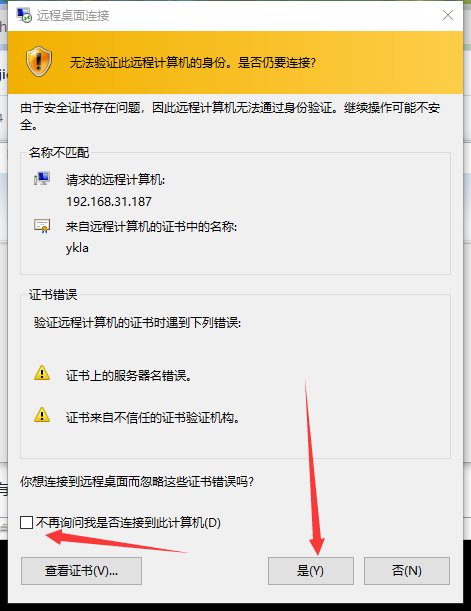 远程桌面连接
无法验证此远程计算机的身份。是否仍要连接?
由于安全证书存在问题，因此远程计算机无法通过身份验证。继续操作可能不安
全。
名称不匹配
请求的远程计算机:
192.168.31.187
来自远程计算机的证书中的名称:
ykla
证书错误
验证远程计算机的证书时遇到下列错误:
证书上的服务器名错误。
证书来自不信任的证书验证机构。
你想连接到远程桌面而忽略这些证书错误吗?
不再询问我是否连接到此计算机(D)
查看证书(V)...
是(Y)
否(N)